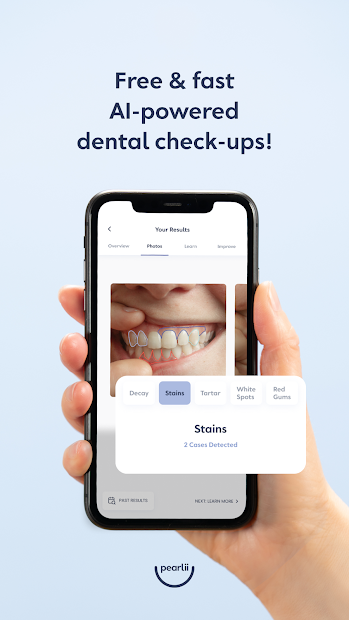 Free & fast
AI-powered
dental check-ups!
Your Results
Overview Photos Learn Improve
Decay Stains Tartar White Spots Red Gums
Stains
2 Cases Detected
PAST RESULTS NEXT: LEARN MORE
pearlii